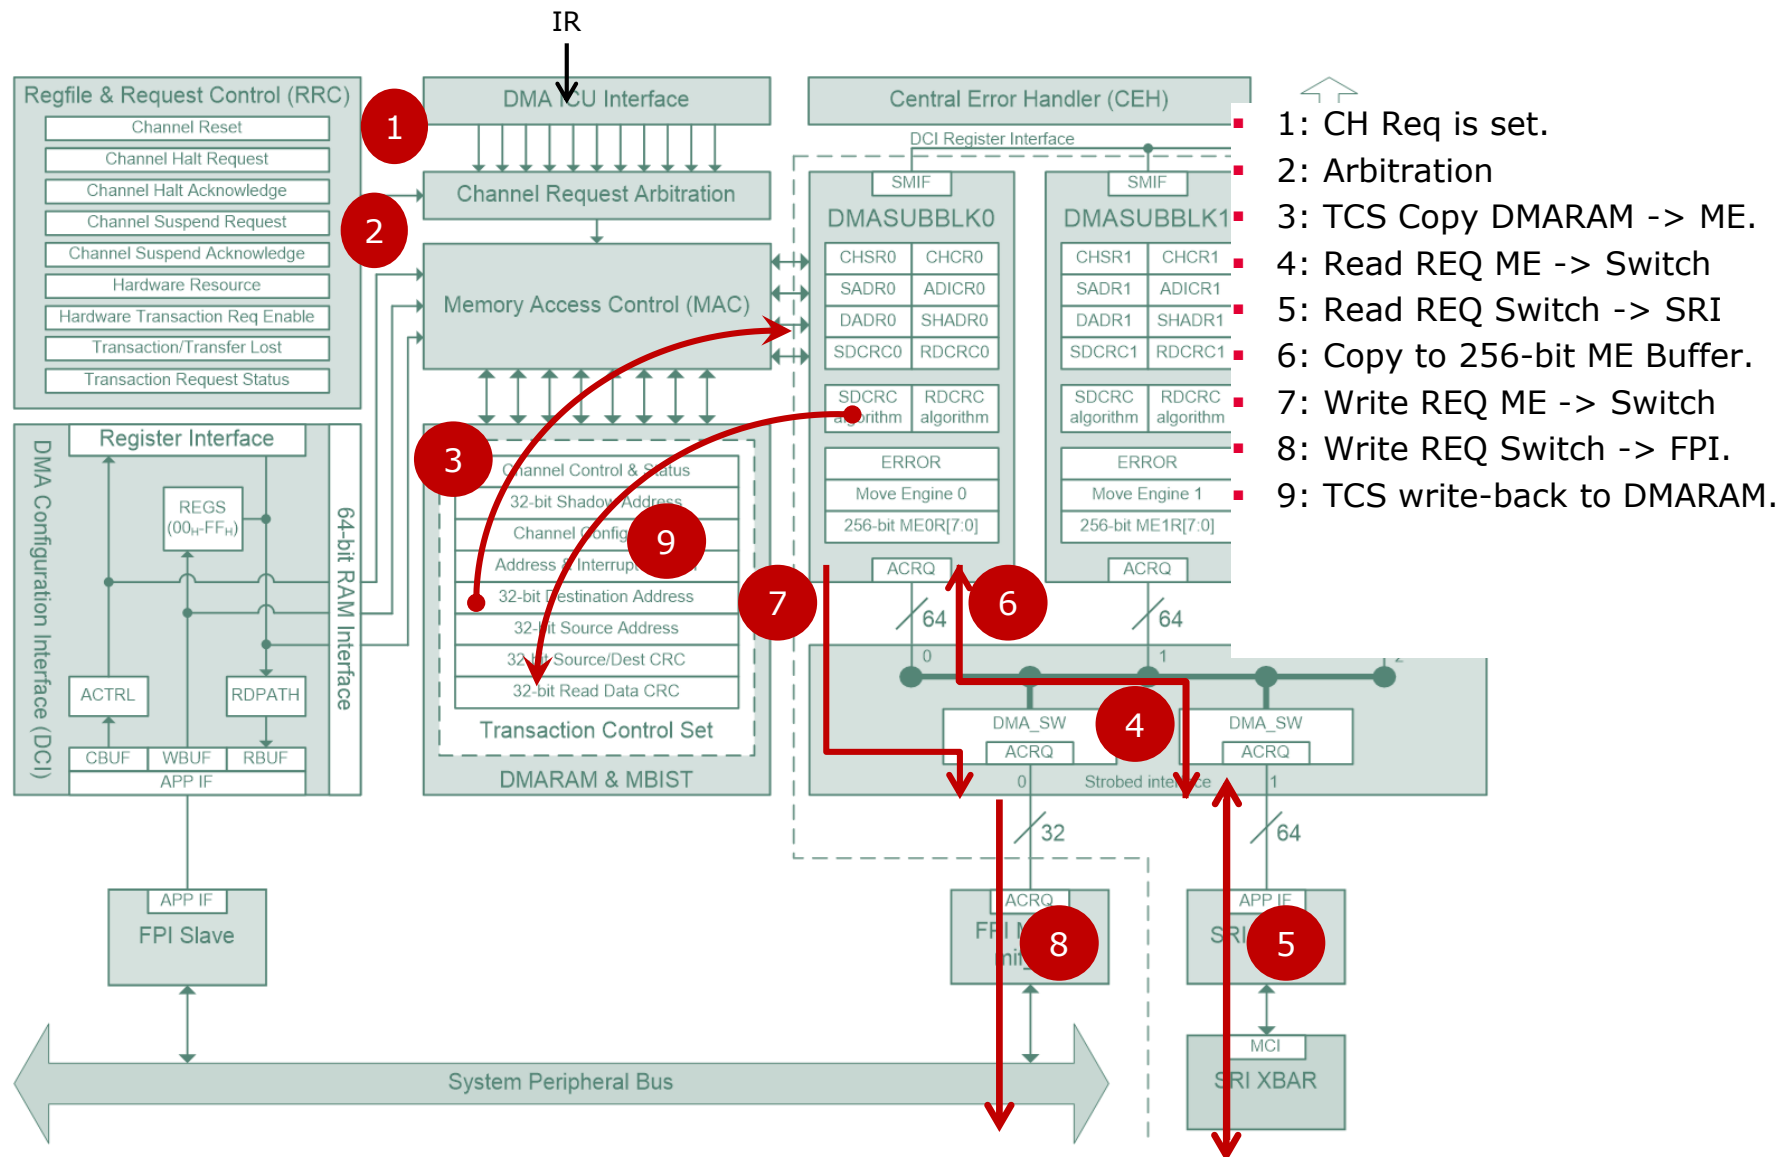 IR
Regfile & Request Control (RRC)
Channel Reset
Channel Halt Request
Channel Halt Acknowledge
Channel Suspend Request
Channel Suspend Acknowledge
Hardware Resource
Hardware Transaction Req Enable
Transaction/Transfer Lost
Transaction Request Status
1
2
DMA ICU Interface
Channel Request Arbitration
Memory Access Control (MAC)
Central Error Handler (CEH)
DCI Register Interface
SMIF
DMASUBBLK0
CHSR0 CHCR0
SADR0 ADICR0
DADR0 SHADR0
SDCRC0 RDCRC0
SDCRC algorithm
RDCRC algorithm
ERROR
Move Engine 0
256-bit ME0R[7:0]
ACRQ
SMIF
DMASUBBLK1
CHSR1 CHCR1
SADR1 ADICR1
DADR1 SHADR1
SDCRC1 RDCRC1
SDCRC algorithm
RDCRC algorithm
ERROR
Move Engine 1
256-bit ME1R[7:0]
ACRQ
1: CH Req is set.
2: Arbitration
3: TCS Copy DMARAM -> ME.
4: Read REQ ME -> Switch
5: Read REQ Switch -> SRI
6: Copy to 256-bit ME Buffer.
7: Write REQ ME -> Switch
8: Write REQ Switch -> FPI.
9: TCS write-back to DMARAM.
DMA Configuration Interface (DCI)
Register Interface
REGS
(00H-FFH)
64-bit RAM Interface
ACTRL
RDPATH
CBUF WBUF RBUF
APP IF
3
9
Channel Control & Status
32-bit Shadow Address
Channel
Address & Interrupt
32-bit Destination Address
32-bit Source Address
32-bit Source/Dest CRC
32-bit Read Data CRC
Transaction Control Set
DMARAM & MBIST
7
6
64
64
0
1
2
DMA_SW
ACRQ
4
DMA_SW
ACRQ
0
Strobed interface
1
32
64
APP IF
FPI Slave
ACRQ
FPI
8
APP IF
SRI
5
MCI
SRI XBAR
System Peripheral Bus